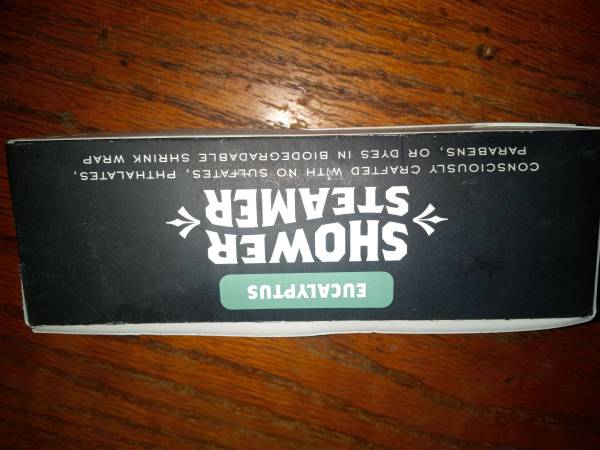 EUCALYPTUS
SHOWER
STEAMER
CONSCIOUSLY CRAFTED WITH NO SULFATES, PHTHALATES,
PARABENS, OR DYES IN BIODEGRADABLE SHRINK WRAP